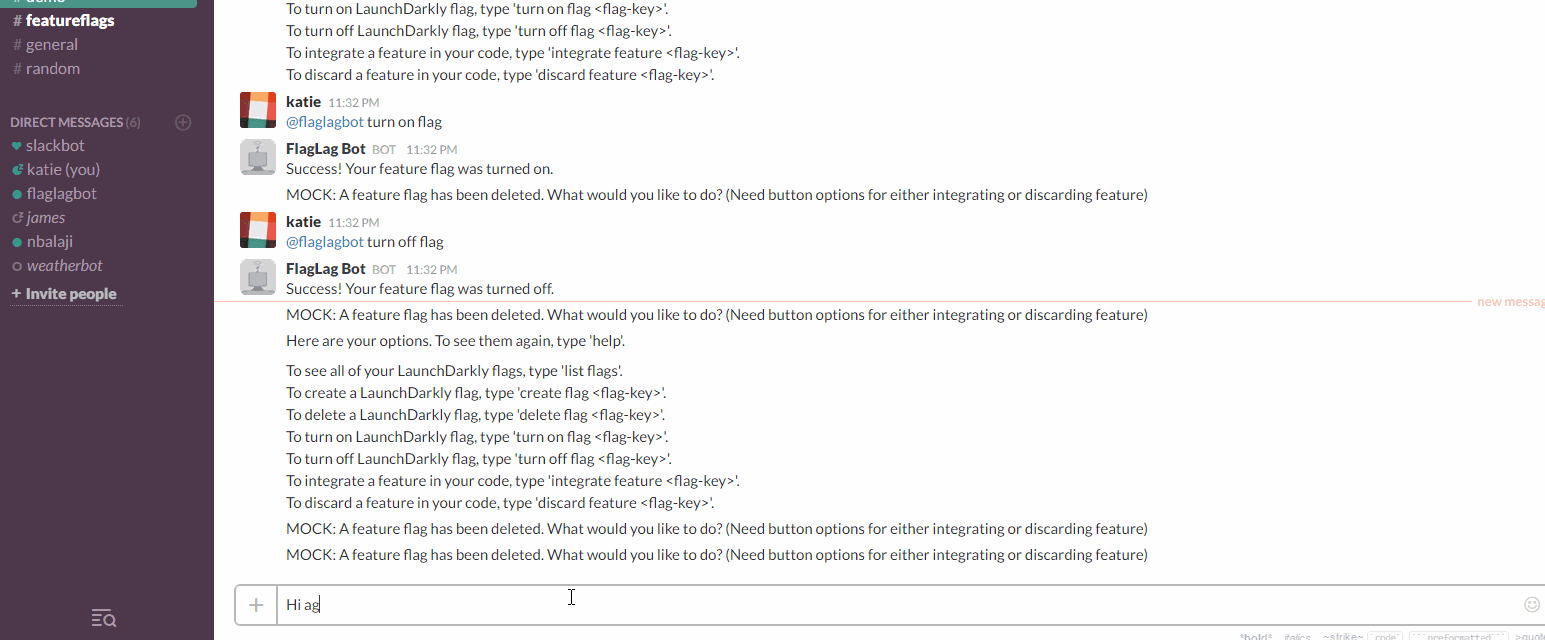 # demo
# featureflags
# general
# random
DIRECT MESSAGES (6)
slackbot
katie (you)
flaglagbot
james
nbalaji
weatherbot
+ Invite people
To turn on LaunchDarkly flag, type 'turn on flag <flag-key>'.
To turn off LaunchDarkly flag, type 'turn off flag <flag-key>'.
To integrate a feature in your code, type 'integrate feature <flag-key>'.
To discard a feature in your code, type 'discard feature <flag-key>'.
katie 11:32 PM
@flaglagbot turn on flag
FlagLag Bot BOT 11:32 PM
Success! Your feature flag was turned on.
MOCK: A feature flag has been deleted. What would you like to do? (Need button options for either integrating or discarding feature)
katie 11:32 PM
@flaglagbot turn off flag
FlagLag Bot BOT 11:32 PM
Success! Your feature flag was turned off.
new messag
MOCK: A feature flag has been deleted. What would you like to do? (Need button options for either integrating or discarding feature)
Here are your options. To see them again, type 'help'.
To see all of your LaunchDarkly flags, type 'list flags'.
To create a LaunchDarkly flag, type 'create flag <flag-key>'.
To delete a LaunchDarkly flag, type 'delete flag <flag-key>'.
To turn on LaunchDarkly flag, type 'turn on flag <flag-key>'.
To turn off LaunchDarkly flag, type 'turn off flag <flag-key>'.
To integrate a feature in your code, type 'integrate feature <flag-key>'.
To discard a feature in your code, type 'discard feature <flag-key>'.
MOCK: A feature flag has been deleted. What would you like to do? (Need button options for either integrating or discarding feature)
MOCK: A feature flag has been deleted. What would you like to do? (Need button options for either integrating or discarding feature)
Hi ag
*bold* _italics_ ~strike~ `code` ```preformatted``` >quot